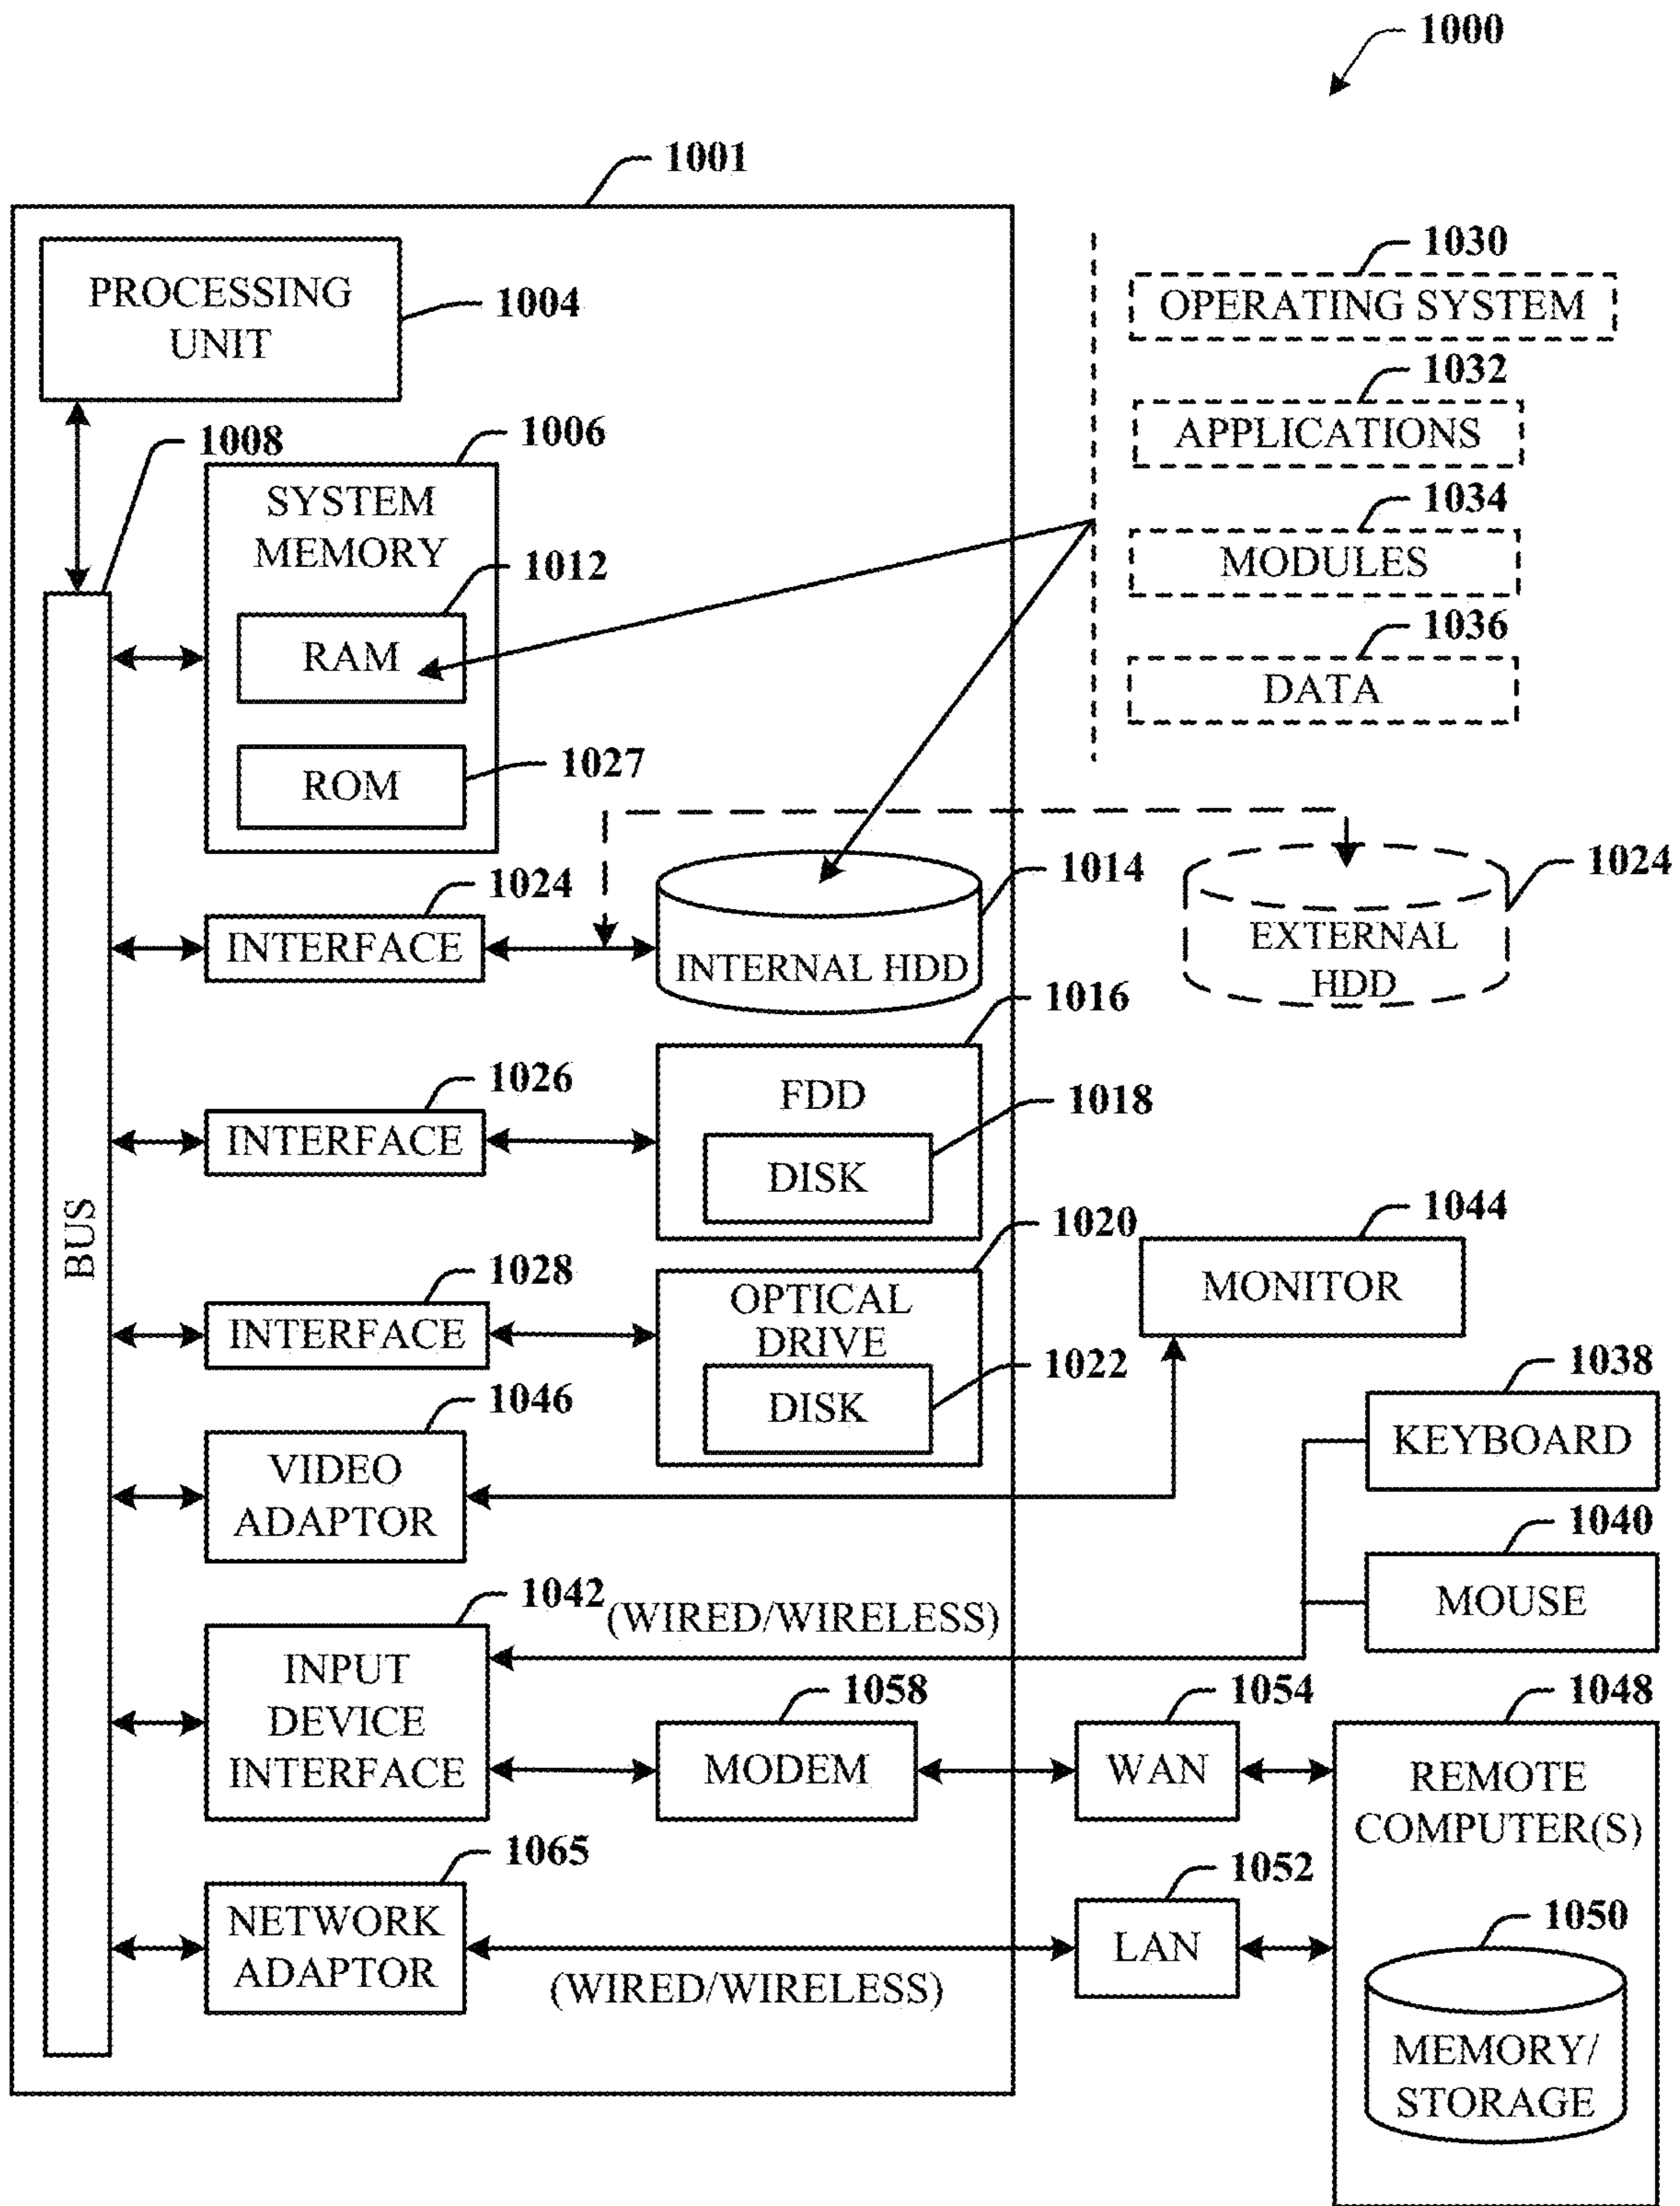 1000
1001
PROCESSING
UNIT
1004
1030
OPERATING SYSTEM
1032
APPLICATIONS
1034
MODULES
1036
DATA
1008
1006
SYSTEM
MEMORY
1012
RAM
1027
ROM
BUS
1024
INTERFACE
1014
INTERNAL HDD
1024
EXTERNAL
HDD
1026
INTERFACE
1016
FDD
1018
DISK
1028
INTERFACE
1020
OPTICAL
DRIVE
1022
DISK
1044
MONITOR
1046
VIDEO
ADAPTOR
1038
KEYBOARD
1040
MOUSE
1042
(WIRED/WIRELESS)
INPUT
DEVICE
INTERFACE
1058
MODEM
1054
WAN
1048
REMOTE
COMPUTER(S)
1065
NETWORK
ADAPTOR
(WIRED/WIRELESS)
1052
LAN
1050
MEMORY/
STORAGE